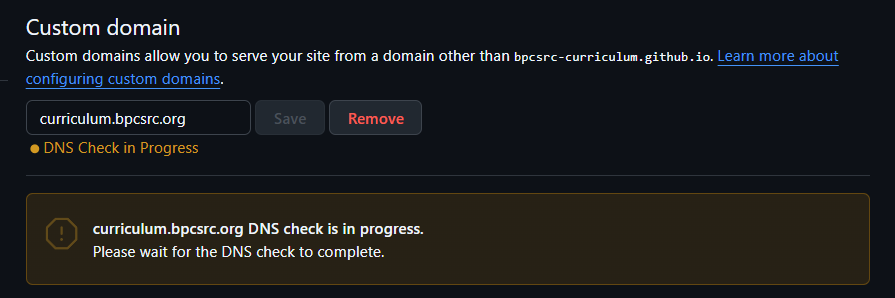 Custom domain
Custom domains allow you to serve your site from a domain other than bpcsrc-curriculum.github.io. Learn more about
configuring custom domains.
curriculum.bpcsrc.org Save Remove
DNS Check in Progress
curriculum.bpcsrc.org DNS check is in progress.
Please wait for the DNS check to complete.